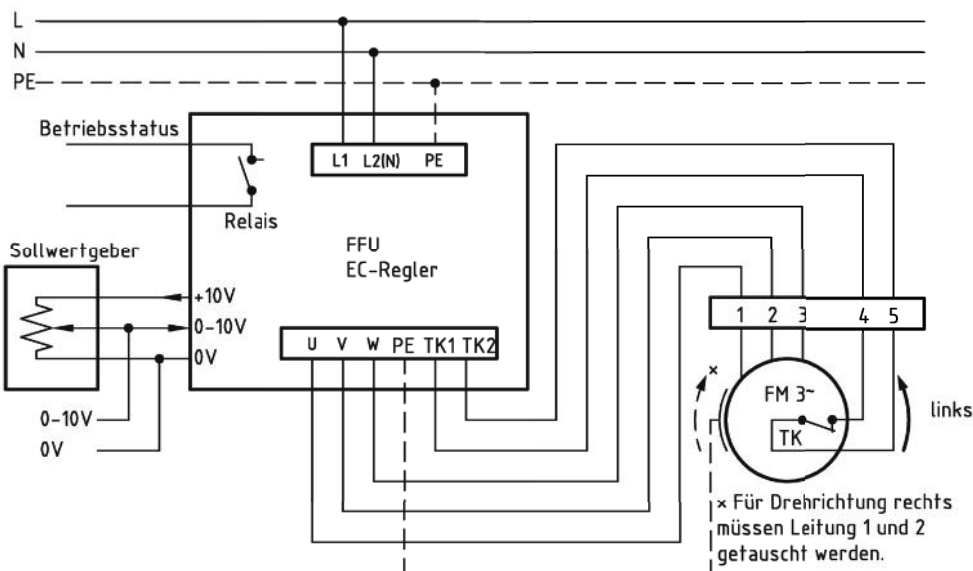 L
N
PE
Betriebsstatus
L1 L2(N) PE
Relais
FFU
EC-Regler
Sollwertgeber
+10V
0-10V
0V
U V W PE TK1 TK2
1 2 3 4 5
0-10V
0V
×
FM 3~
TK
links
× Für Drehrichtung rechts
müssen Leitung 1 und 2
getauscht werden.